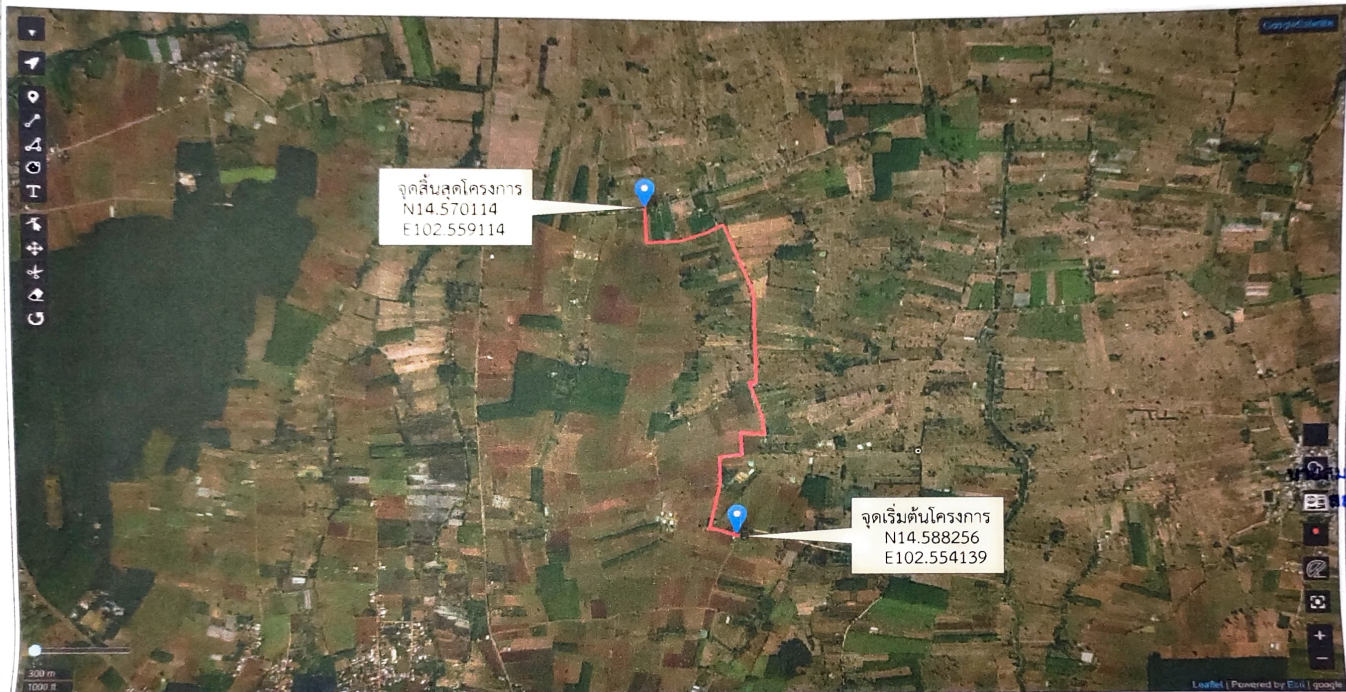 GoogleSatellite
จุดสิ้นสุดโครงการ
N14.570114
E102.559114
T
จุดเริ่มต้นโครงการ
N14.588256
E102.554139
300 m
1000 ft
Leaflet | Powered by Esri | google